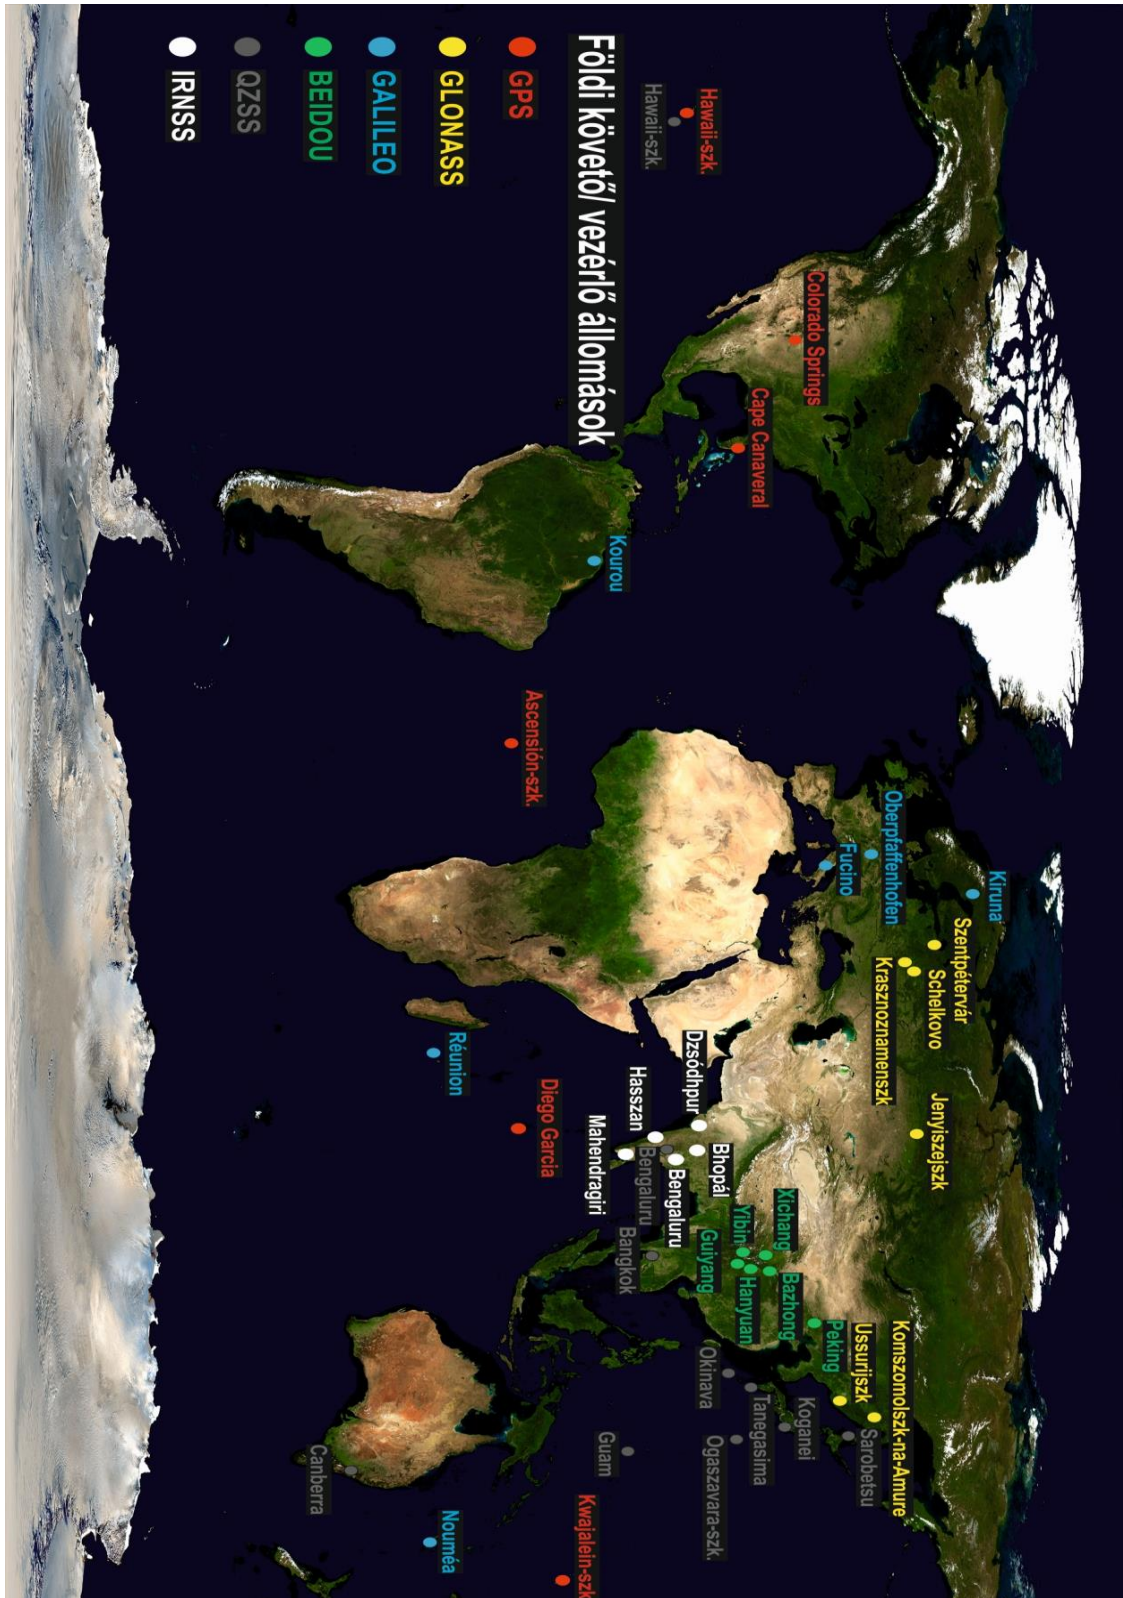 Földi követő/ vezérlő állomások
GPS
GLONASS
GALILEO
BEIDOU
QZSS
IRNSS
Hawaii-szk.
Hawaii-szk.
Colorado Springs
Cape Canaveral
Kourou
Ascensión-szk.
Kiruna
Oberpfaffenhofen
Fucino
Szentpétervár
Schelkovo
Krasznoznamenszk
Jenyiszejszk
Réunion
Diego Garcia
Dzsódhpur
Bhopál
Hasszan
Bengaluru
Bengaluru
Mahendragiri
Bangkok
Xichang
Yibin
Guiyang
Bazhong
Hanyuan
Peking
Komszomolszk-na-Amure
Ussurijszk
Sarobetsu
Koganei
Tanegasima
Okinava
Ogaszavara-szk.
Guam
Canberra
Nouméa
Kwajalein-szk